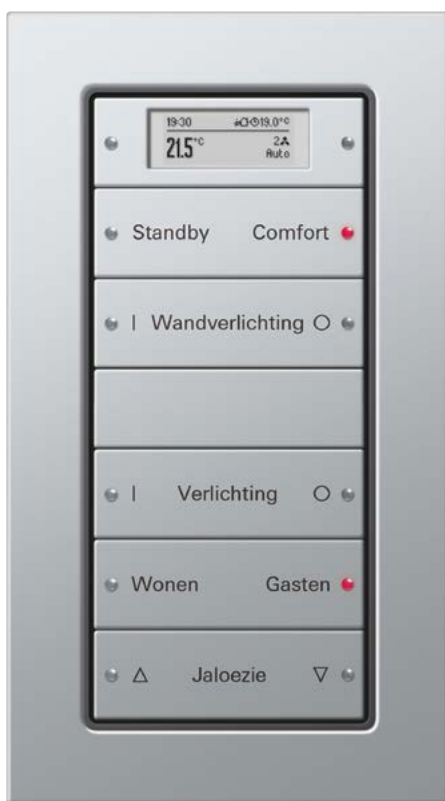 19:30 19.0°C
21.5°C 2
Auto
Standby Comfort
I Wandverlichting O
I Verlichting O
Wonen Gasten
△ Jaloezie ▽